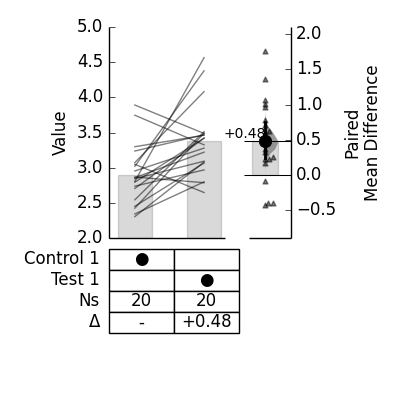 5.0
4.5
4.0
3.5
3.0
2.5
2.0
Value
2.0
1.5
1.0
0.5
0.0
−0.5
Paired
Mean Difference
+0.48
Control 1
Test 1
Ns 20 20
Δ - +0.48